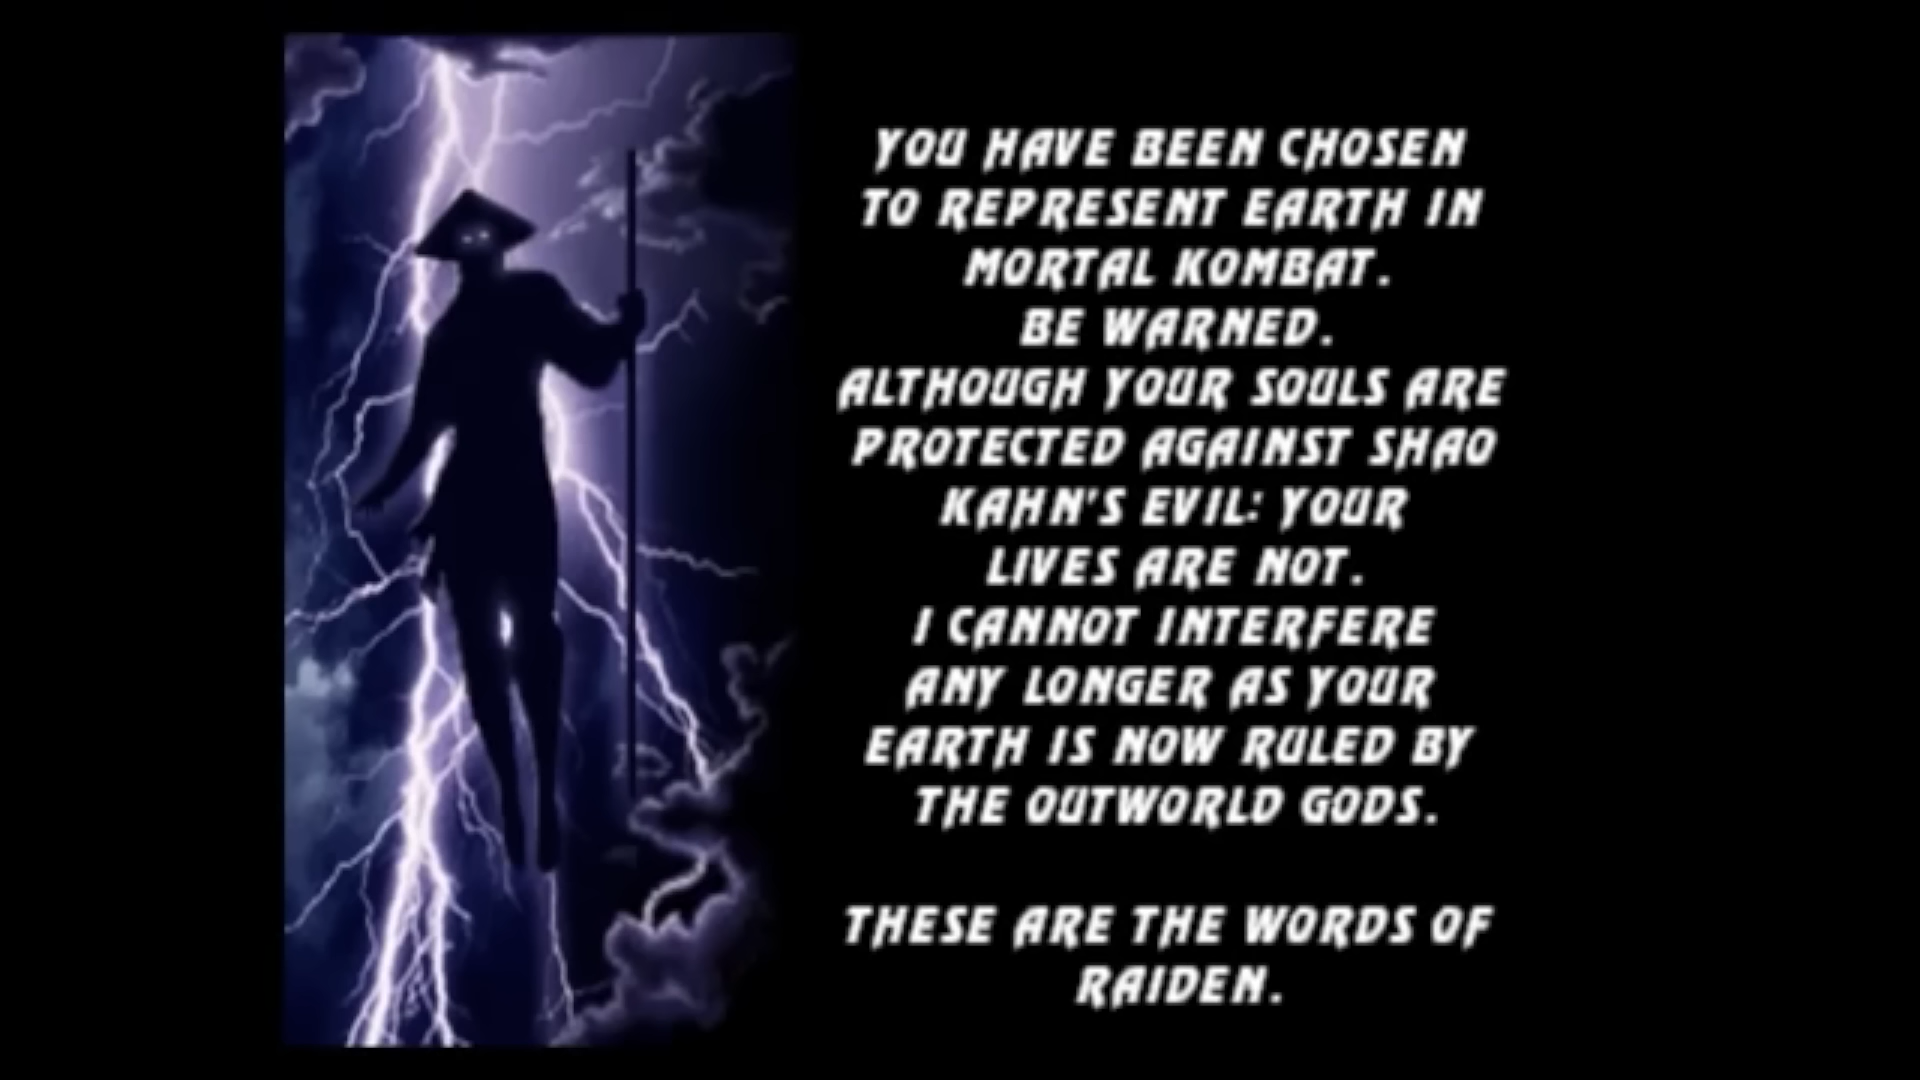 YOU HAVE BEEN CHOSEN
TO REPRESENT EARTH IN
MORTAL KOMBAT.
BE WARNED.
ALTHOUGH YOUR SOULS ARE
PROTECTED AGAINST SHAO
KAHN'S EVIL: YOUR
LIVES ARE NOT.
I CANNOT INTERFERE
ANY LONGER AS YOUR
EARTH IS NOW RULED BY
THE OUTWORLD GODS.
THESE ARE THE WORDS OF
RAIDEN.